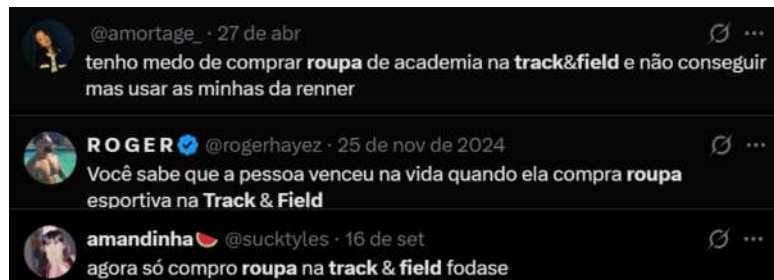 @amortage_ · 27 de abr
tenho medo de comprar roupa de academia na track&field e não conseguir
mas usar as minhas da renner
ROGER @rogerhayez · 25 de nov de 2024
Você sabe que a pessoa venceu na vida quando ela compra roupa
esportiva na Track & Field
amandinha🍉 @sucktyles · 16 de set
agora só compro roupa na track & field fodase